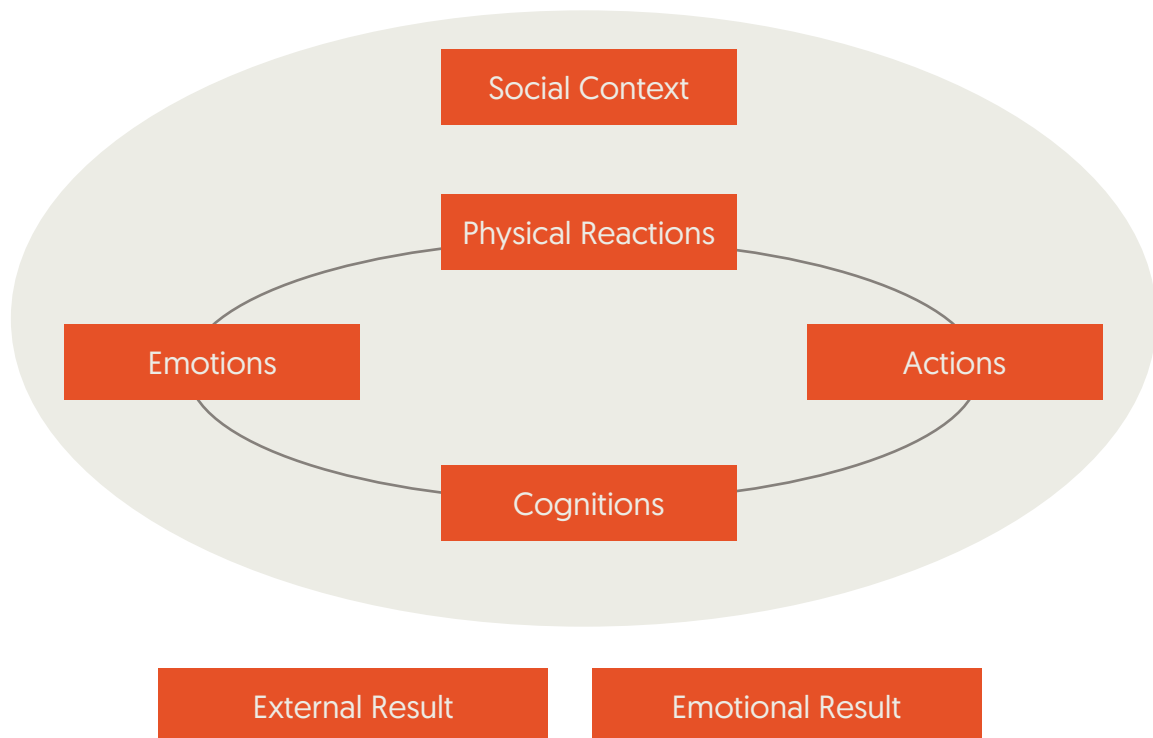 Social Context
Physical Reactions
Emotions
Actions
Cognitions
External Result
Emotional Result